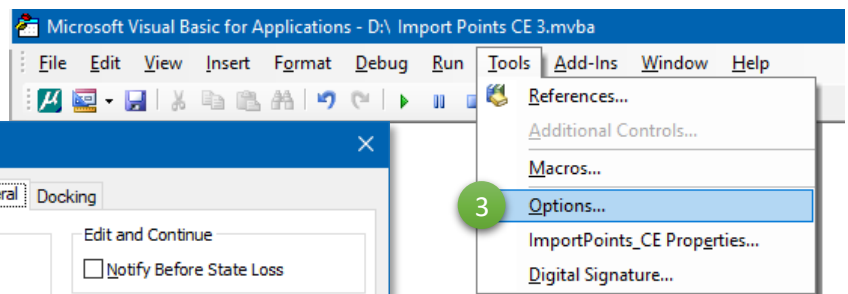 Microsoft Visual Basic for Applications - D:\ Import Points CE 3.mvba
File Edit View Insert Format Debug Run Tools Add-Ins Window Help
References...
Additional Controls...
Macros...
3 Options...
ImportPoints_CE Properties...
Digital Signature...
eral Docking
Edit and Continue
Notify Before State Loss